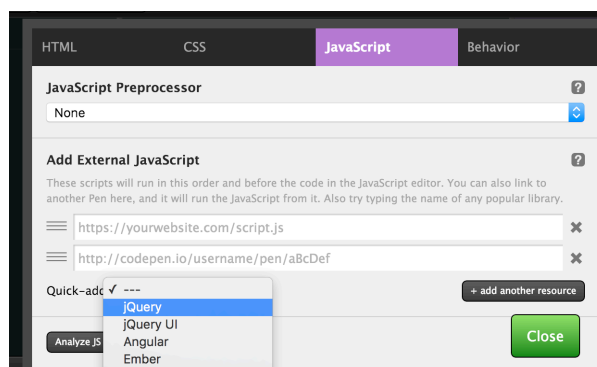 HTML CSS JavaScript Behavior
JavaScript Preprocessor ?
None
Add External JavaScript ?
These scripts will run in this order and before the code in the JavaScript editor. You can also link to
another Pen here, and it will run the JavaScript from it. Also try typing the name of any popular library.
https://yourwebsite.com/script.js
http://codepen.io/username/pen/aBcDef
Quick-add ✓ --- + add another resource
jQuery
jQuery UI
Analyze JS Angular Close
Ember